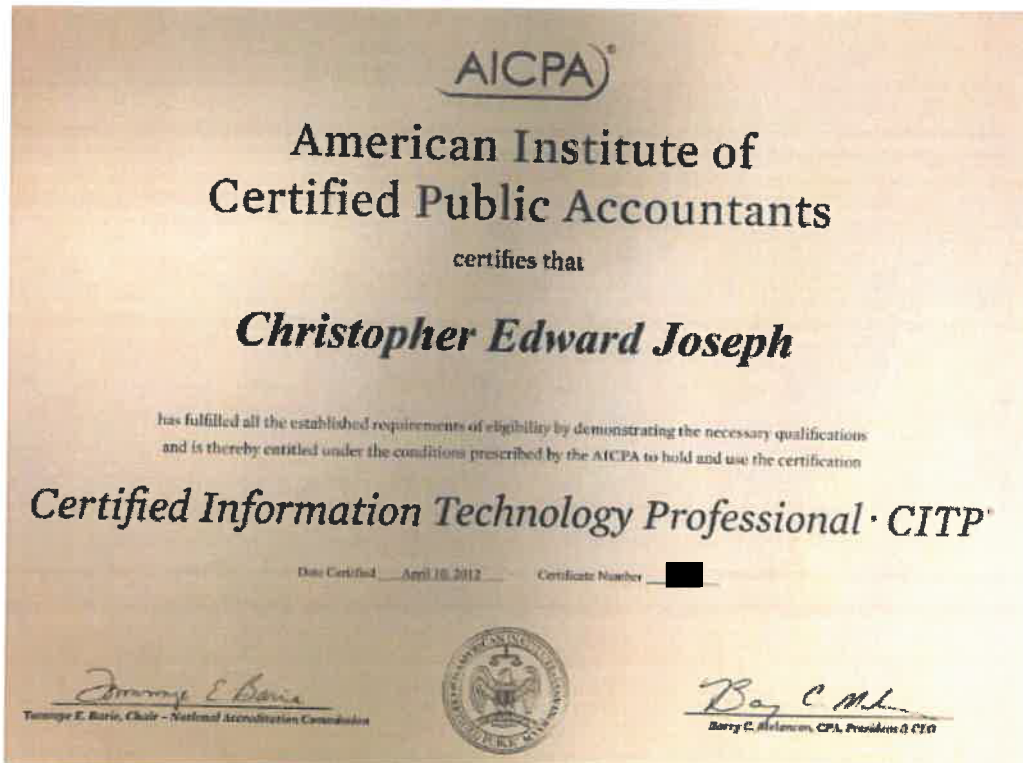 AICPA)®
American Institute of
Certified Public Accountants
certifies that
Christopher Edward Joseph
has fulfilled all the established requirements of eligibility by demonstrating the necessary qualifications
and is thereby entitled under the conditions prescribed by the AICPA to hold and use the certification
Certified Information Technology Professional · CITP
Date Certified April 10, 2012 Certificate Number
E. Barie, Chair – National Accreditation Commission
Barry C. Melancon, CPA, President & CEO